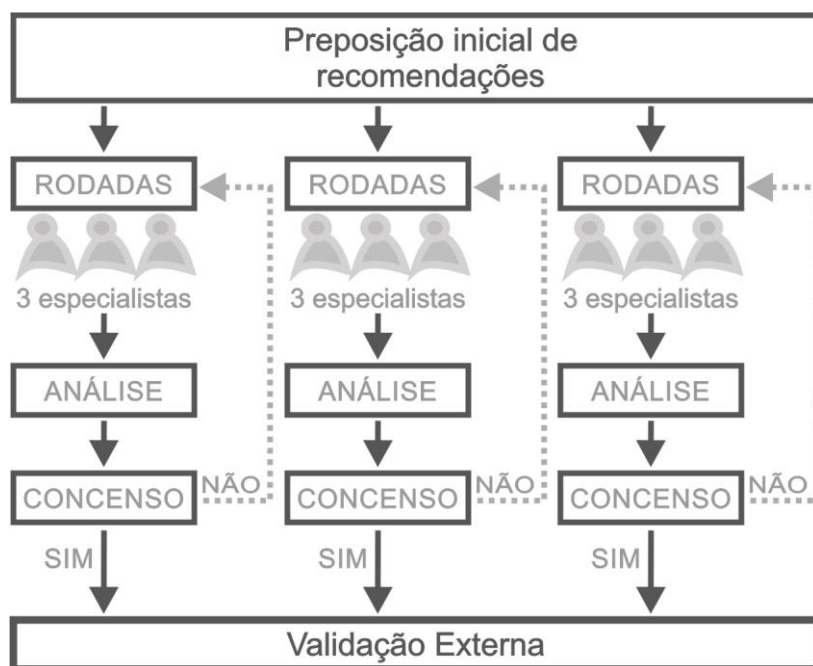 Preposição inicial de
recomendações
RODADAS RODADAS RODADAS
3 especialistas 3 especialistas 3 especialistas
ANÁLISE ANÁLISE ANÁLISE
CONCENSO NÃO CONCENSO NÃO CONCENSO NÃO
SIM SIM SIM
Validação Externa